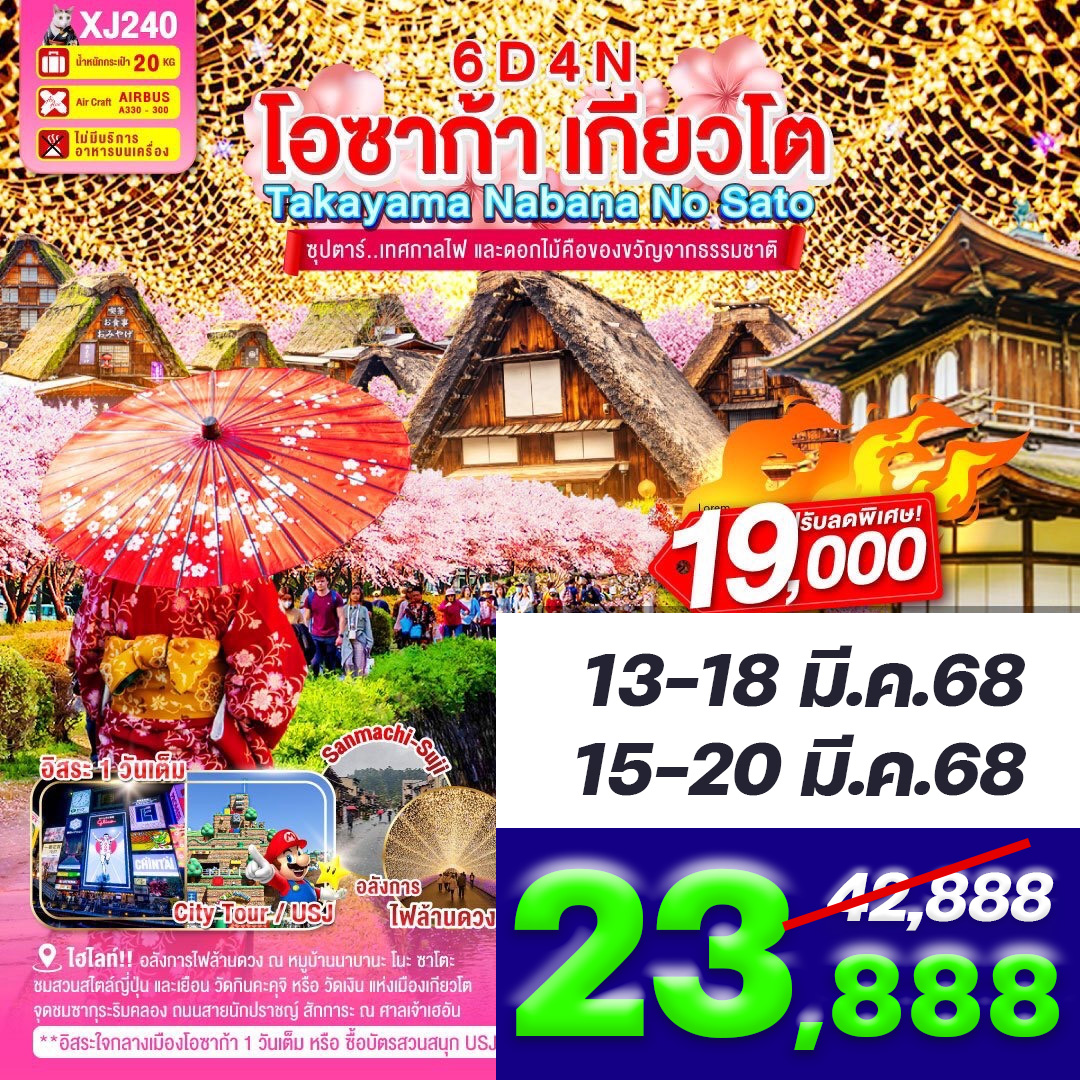 XJ240
น้ำหนักกระเป๋า 20 KG
Air Craft AIRBUS
A330 - 300
ไม่มีบริการ
อาหารบนเครื่อง
6D4N
โอซาก้า เกียวโต
Takayama Nabana No Sato
ซุปตาร์..เทศกาลไฟ และดอกไม้คือของขวัญจากธรรมชาติ
喫茶
お食事
おみやげ
ปรับลดพิเศษ!
19,000
13-18 มี.ค.68
15-20 มี.ค.68
42,888
23,888
Sanmachi-Suji
อิสระ 1 วันเต็ม
CHINTAI
City Tour / USJ
อลังการ
ไฟล้านดวง
ไฮไลท์!! อลังการไฟล้านดวง ณ หมู่บ้านนาบานะ โนะ ซาโตะ
ชมสวนสไตล์ญี่ปุ่น และเยือน วัดกินคะคุจิ หรือ วัดเงิน แห่งเมืองเกียวโต
จุดชมซากุระริมคลอง ถนนสายนักปราชญ์ สักการะ ณ ศาลเจ้าเฮอัน
**อิสระใจกลางเมืองโอซาก้า 1 วันเต็ม หรือ ซื้อบัตรสวนสนุก USJ